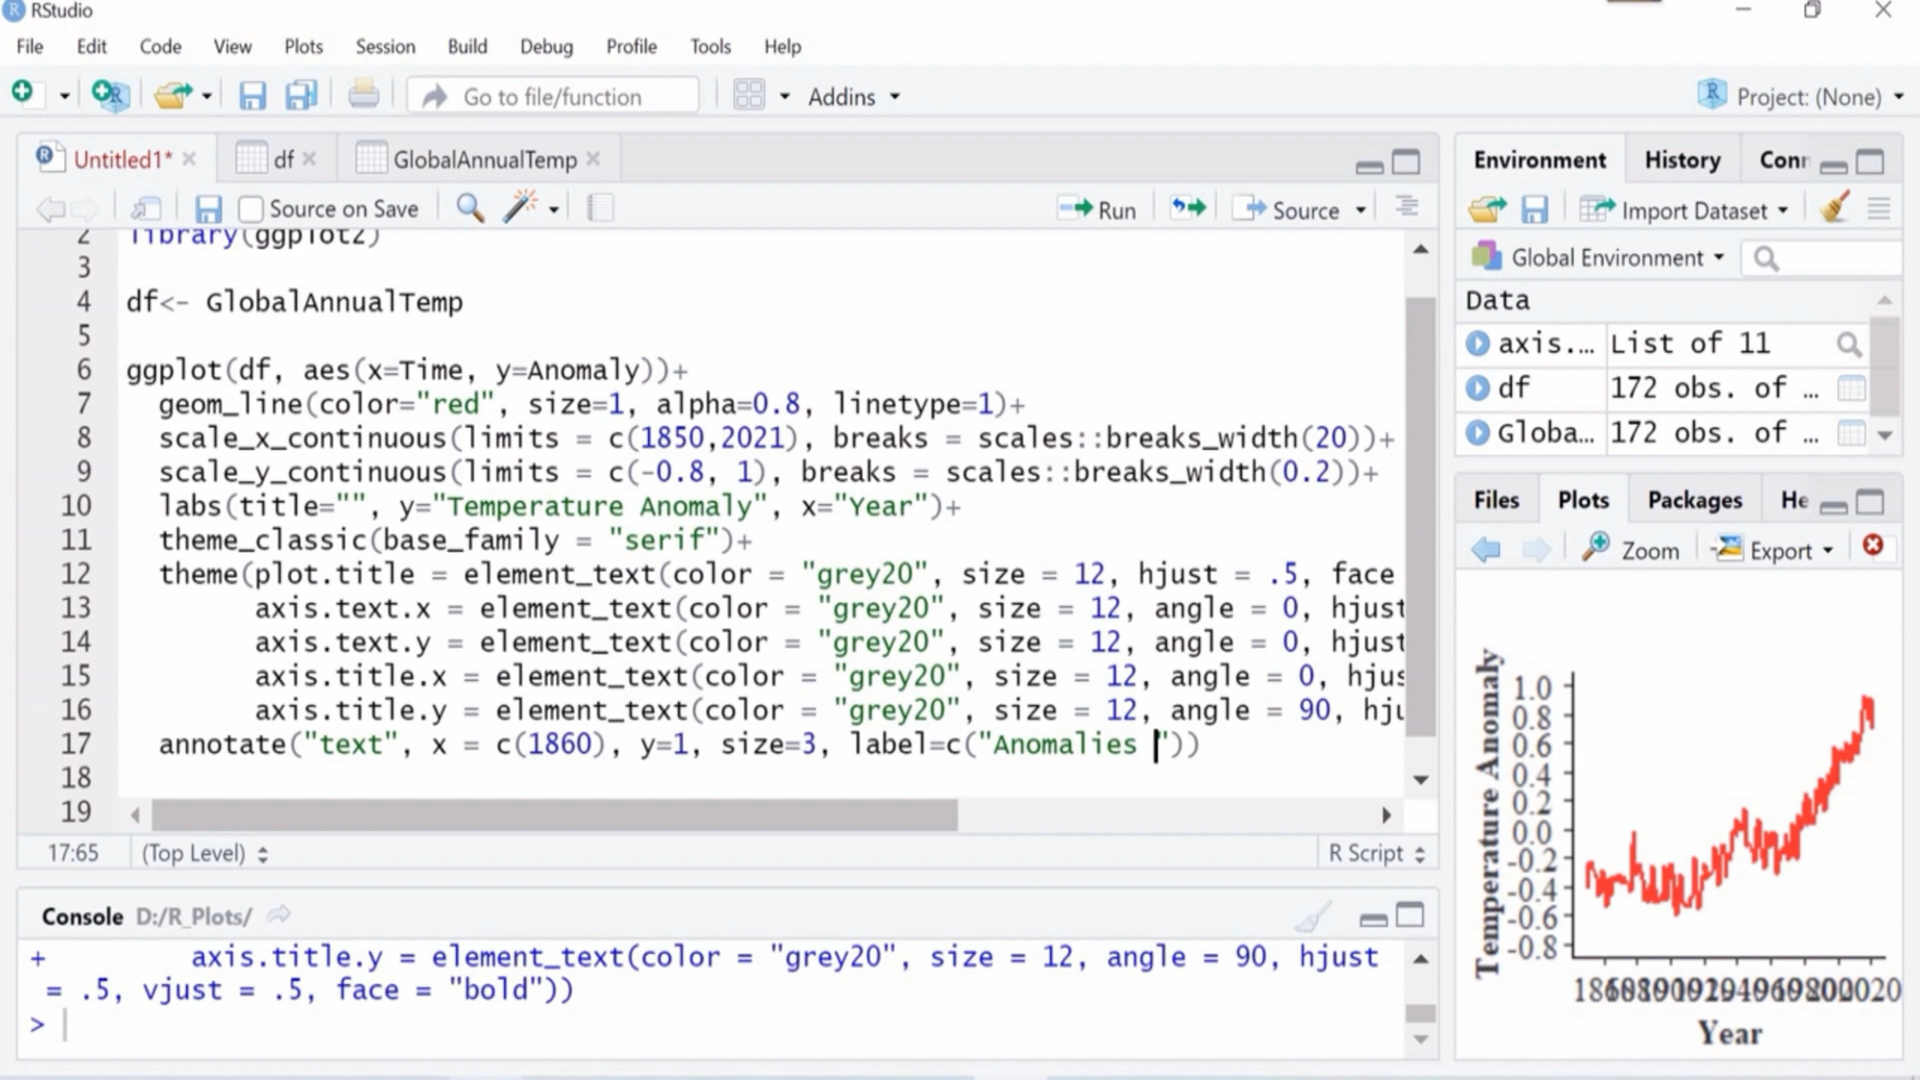 RStudio
File Edit Code View Plots Session Build Debug Profile Tools Help
Go to file/function Addins Project: (None)
Untitled1* df GlobalAnnualTemp
Source on Save Run Source
2 library(ggplot2)
3
4 df<- GlobalAnnualTemp
5
6 ggplot(df, aes(x=Time, y=Anomaly))+
7 geom_line(color="red", size=1, alpha=0.8, linetype=1)+
8 scale_x_continuous(limits = c(1850,2021), breaks = scales::breaks_width(20))+
9 scale_y_continuous(limits = c(-0.8, 1), breaks = scales::breaks_width(0.2))+
10 labs(title="", y="Temperature Anomaly", x="Year")+
11 theme_classic(base_family = "serif")+
12 theme(plot.title = element_text(color = "grey20", size = 12, hjust = .5, face
13 axis.text.x = element_text(color = "grey20", size = 12, angle = 0, hjust
14 axis.text.y = element_text(color = "grey20", size = 12, angle = 0, hjust
15 axis.title.x = element_text(color = "grey20", size = 12, angle = 0, hjus
16 axis.title.y = element_text(color = "grey20", size = 12, angle = 90, hju
17 annotate("text", x = c(1860), y=1, size=3, label=c("Anomalies "))
18
19
17:65 (Top Level) R Script
Console D:/R_Plots/
+ axis.title.y = element_text(color = "grey20", size = 12, angle = 90, hjust
= .5, vjust = .5, face = "bold"))
>
Environment History Conr
Import Dataset
Global Environment
Data
axis.… List of 11
df 172 obs. of …
Globa… 172 obs. of …
Files Plots Packages He
Zoom Export
Temperature Anomaly
1.0
0.8
0.6
0.4
0.2
0.0
-0.2
-0.4
-0.6
-0.8
Year